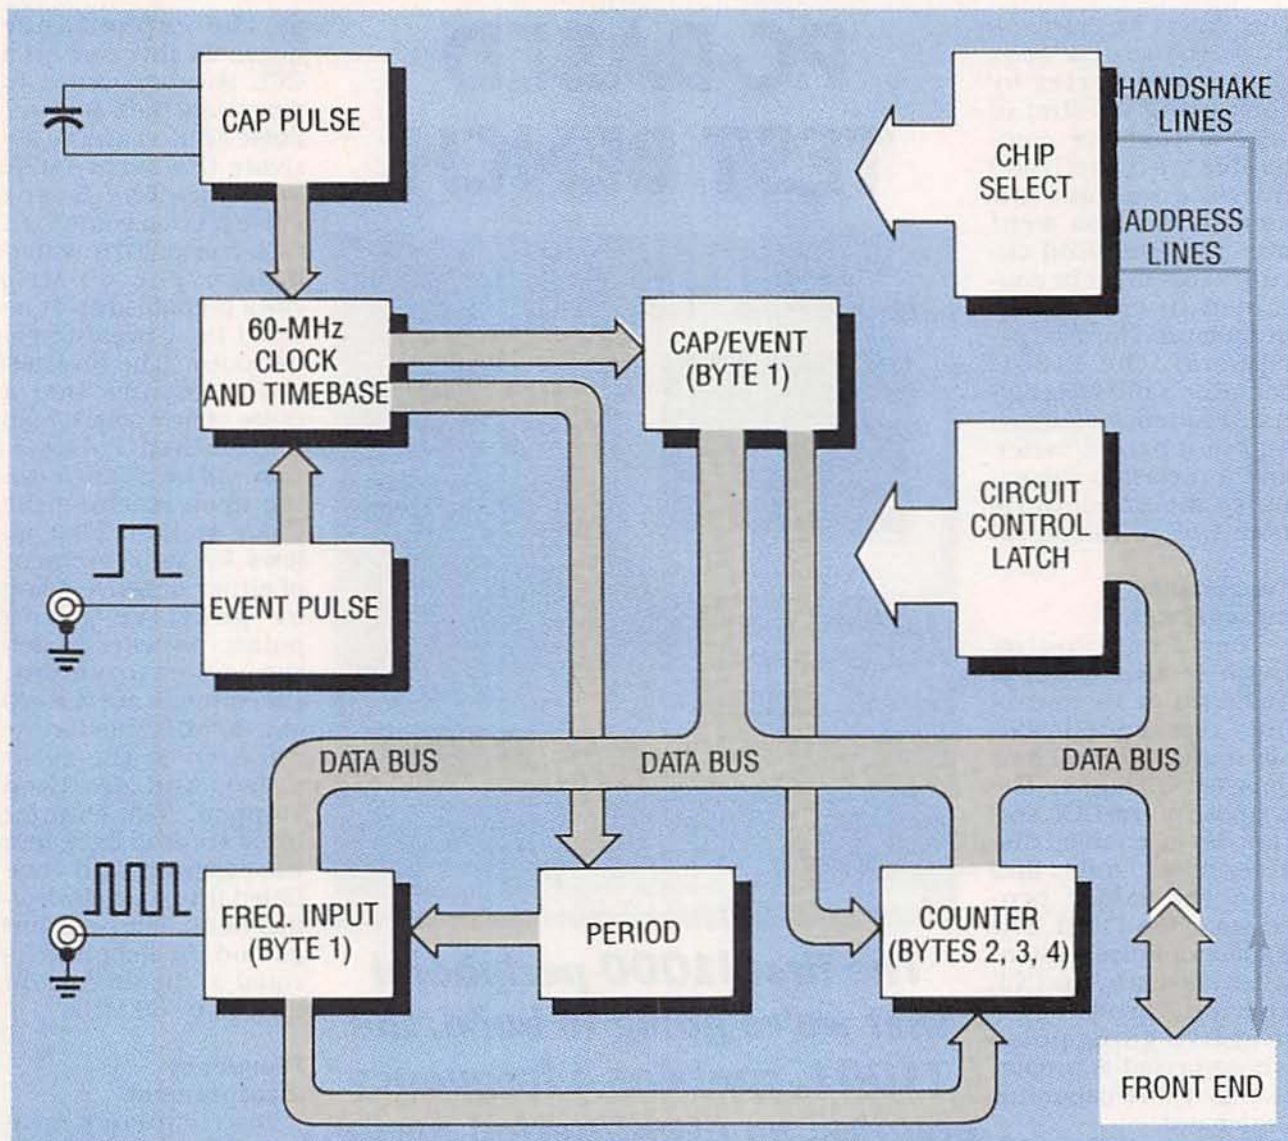 CAP PULSE
HANDSHAKE
LINES
CHIP
SELECT
ADDRESS
LINES
60-MHz
CLOCK
AND TIMEBASE
CAP/EVENT
(BYTE 1)
CIRCUIT
CONTROL
LATCH
EVENT PULSE
DATA BUS
DATA BUS
DATA BUS
FREQ. INPUT
(BYTE 1)
PERIOD
COUNTER
(BYTES 2, 3, 4)
FRONT END